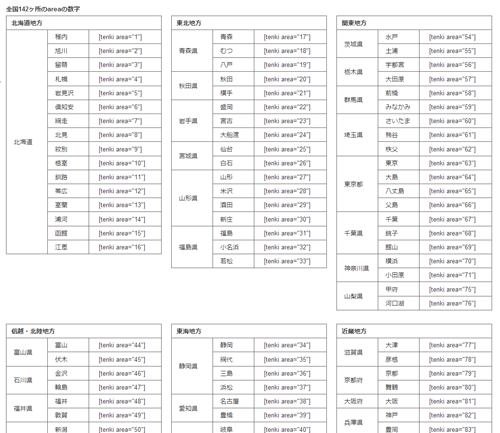 全国142ヶ所のareaの数字
北海道地方
北海道
稚内 [tenki area="1"]
旭川 [tenki area="2"]
留萌 [tenki area="3"]
札幌 [tenki area="4"]
岩見沢 [tenki area="5"]
倶知安 [tenki area="6"]
網走 [tenki area="7"]
北見 [tenki area="8"]
紋別 [tenki area="9"]
根室 [tenki area="10"]
釧路 [tenki area="11"]
帯広 [tenki area="12"]
室蘭 [tenki area="13"]
浦河 [tenki area="14"]
函館 [tenki area="15"]
江差 [tenki area="16"]
東北地方
青森県
青森 [tenki area="17"]
むつ [tenki area="18"]
八戸 [tenki area="19"]
秋田県
秋田 [tenki area="20"]
横手 [tenki area="21"]
岩手県
盛岡 [tenki area="22"]
宮古 [tenki area="23"]
大船渡 [tenki area="24"]
宮城県
仙台 [tenki area="25"]
白石 [tenki area="26"]
山形県
山形 [tenki area="27"]
米沢 [tenki area="28"]
酒田 [tenki area="29"]
新庄 [tenki area="30"]
福島県
福島 [tenki area="31"]
小名浜 [tenki area="32"]
若松 [tenki area="33"]
関東地方
茨城県
水戸 [tenki area="54"]
土浦 [tenki area="55"]
栃木県
宇都宮 [tenki area="56"]
大田原 [tenki area="57"]
群馬県
前橋 [tenki area="58"]
みなかみ [tenki area="59"]
埼玉県
さいたま [tenki area="60"]
熊谷 [tenki area="61"]
秩父 [tenki area="62"]
東京都
東京 [tenki area="63"]
大島 [tenki area="64"]
八丈島 [tenki area="65"]
父島 [tenki area="66"]
千葉県
千葉 [tenki area="67"]
銚子 [tenki area="68"]
館山 [tenki area="69"]
神奈川県
横浜 [tenki area="70"]
小田原 [tenki area="71"]
山梨県
甲府 [tenki area="75"]
河口湖 [tenki area="76"]
信越・北陸地方
富山県
富山 [tenki area="44"]
伏木 [tenki area="45"]
石川県
金沢 [tenki area="46"]
輪島 [tenki area="47"]
福井県
福井 [tenki area="48"]
敦賀 [tenki area="49"]
新潟 [tenki area="50"]
東海地方
静岡県
静岡 [tenki area="34"]
網代 [tenki area="35"]
三島 [tenki area="36"]
浜松 [tenki area="37"]
愛知県
名古屋 [tenki area="38"]
豊橋 [tenki area="39"]
岐阜 [tenki area="40"]
近畿地方
滋賀県
大津 [tenki area="77"]
彦根 [tenki area="78"]
京都府
京都 [tenki area="79"]
舞鶴 [tenki area="80"]
大阪府
大阪 [tenki area="81"]
兵庫県
神戸 [tenki area="82"]
豊岡 [tenki area="83"]